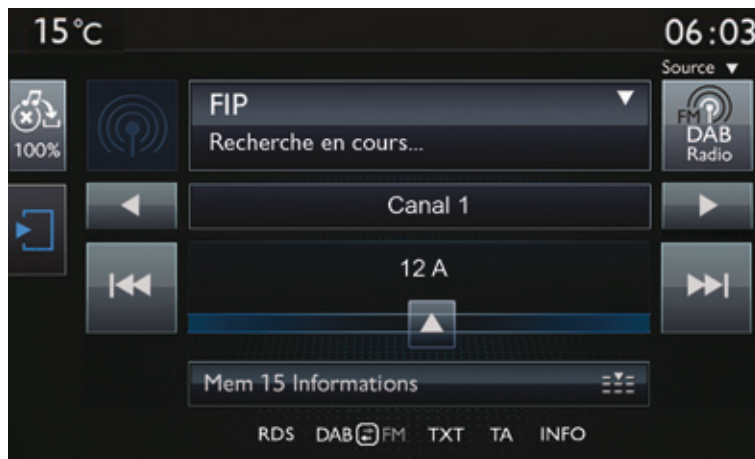 15°C
06:03
Source ▼
FIP
Recherche en cours...
100%
FM
DAB
Radio
Canal 1
12 A
Mem 15 Informations
RDS DAB FM TXT TA INFO